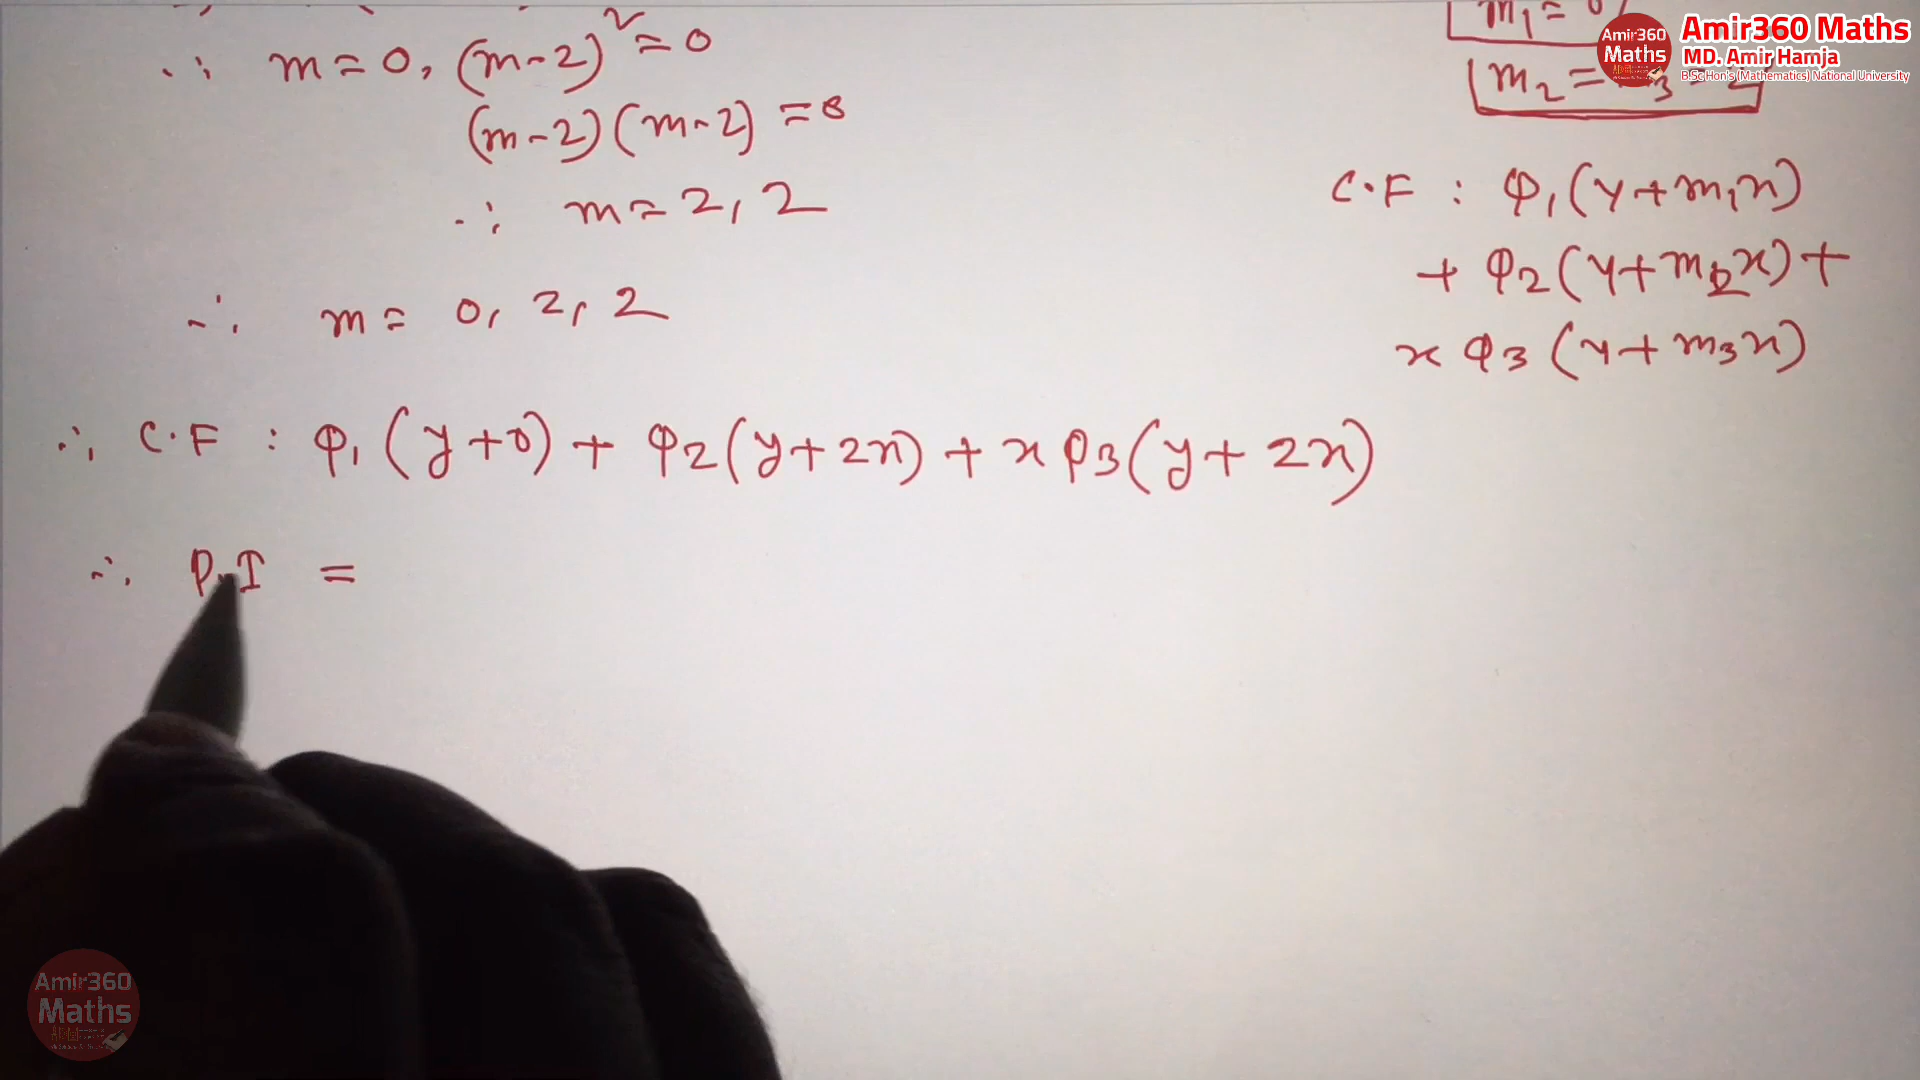 ∴ m = 0, (m-2)² = 0
(m-2)(m-2) = 0
∴ m = 2, 2
∴ m = 0, 2, 2
∴ C.F : φ₁(y+0) + φ₂(y+2x) + xφ₃(y+2x)
∴ P.I =
m₁ = 0
m₂ =
C.F : φ₁(y+m₁x)
+ φ₂(y+m₂x) +
xφ₃(y+m₃x)
Amir360 Maths
MD. Amir Hamja
B.Sc Hon's (Mathematics) National University
Amir360
Maths
Amir360
Maths